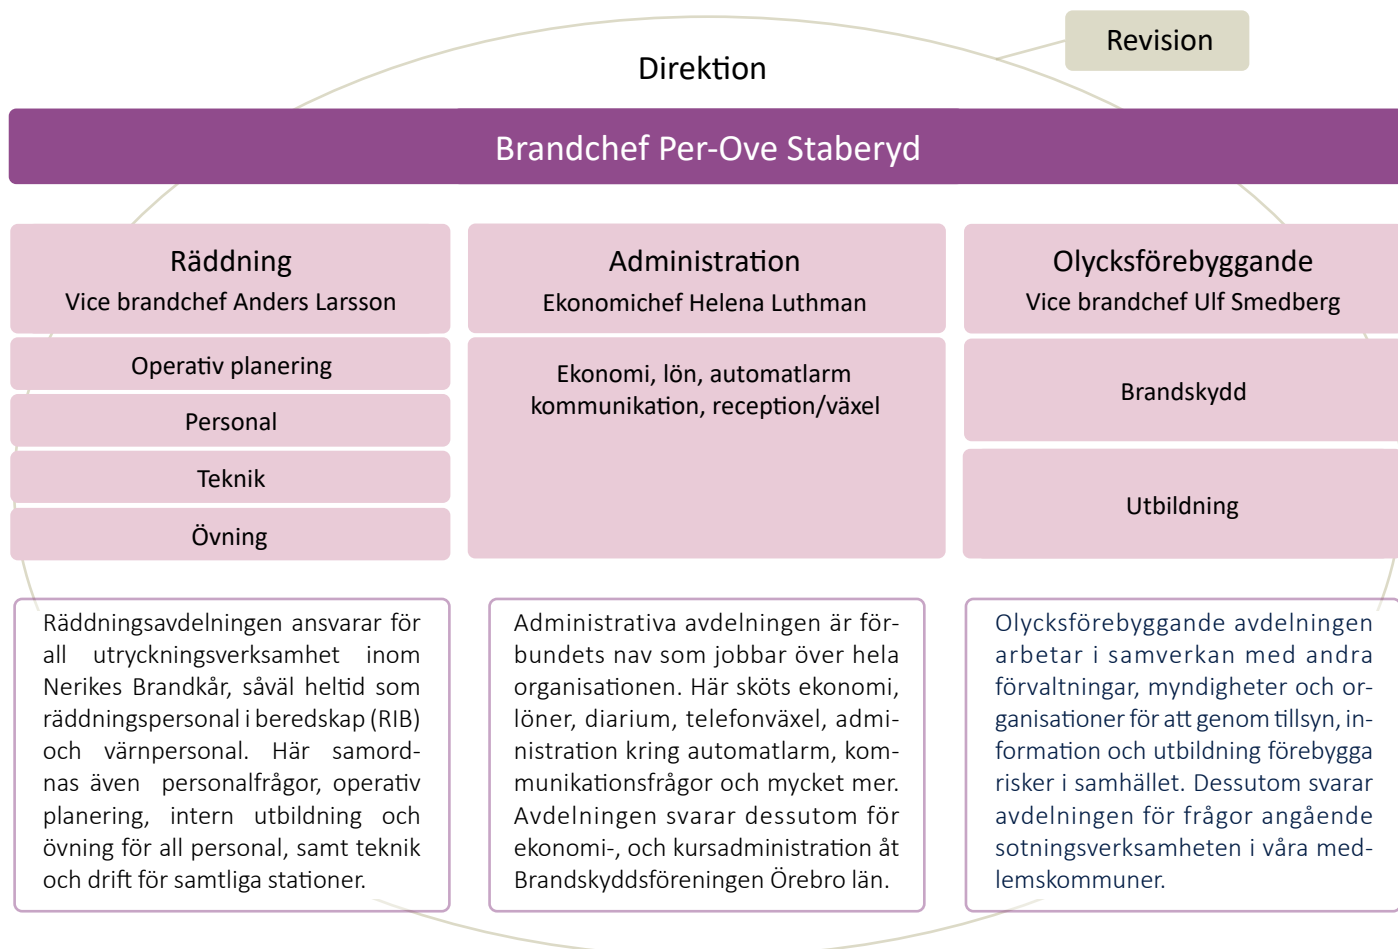 Revision
Direktion
Brandchef Per-Ove Staberyd
Räddning
Vice brandchef Anders Larsson
Operativ planering
Personal
Teknik
Övning
Administration
Ekonomichef Helena Luthman
Ekonomi, lön, automatlarm
kommunikation, reception/växel
Olycksförebyggande
Vice brandchef Ulf Smedberg
Brandskydd
Utbildning
Räddningsavdelningen ansvarar för
all utryckningsverksamhet inom
Nerikes Brandkår, såväl heltid som
räddningspersonal i beredskap (RIB)
och värnpersonal. Här samord-
nas även personalfrågor, operativ
planering, intern utbildning och
övning för all personal, samt teknik
och drift för samtliga stationer.
Administrativa avdelningen är för-
bundets nav som jobbar över hela
organisationen. Här sköts ekonomi,
löner, diarium, telefonväxel, admi-
nistration kring automatlarm, kom-
munikationsfrågor och mycket mer.
Avdelningen svarar dessutom för
ekonomi-, och kursadministration åt
Brandskyddsföreningen Örebro län.
Olycksförebyggande avdelningen
arbetar i samverkan med andra
förvaltningar, myndigheter och or-
ganisationer för att genom tillsyn, in-
formation och utbildning förebygga
risker i samhället. Dessutom svarar
avdelningen för frågor angående
sotningsverksamheten i våra med-
lemskommuner.